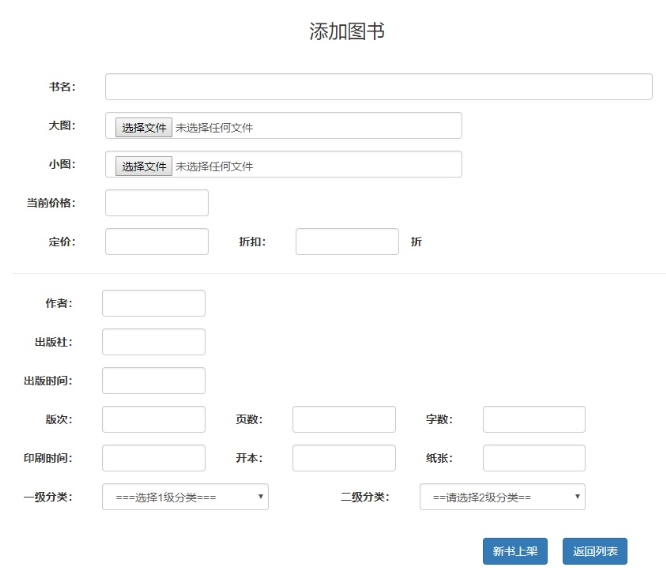 添加图书
书名：
大图： 选择文件 未选择任何文件
小图： 选择文件 未选择任何文件
当前价格：
定价： 折扣： 折
作者：
出版社：
出版时间：
版次： 页数： 字数：
印刷时间： 开本： 纸张：
一级分类： ===选择1级分类=== 二级分类： ==请选择2级分类==
新书上架 返回列表